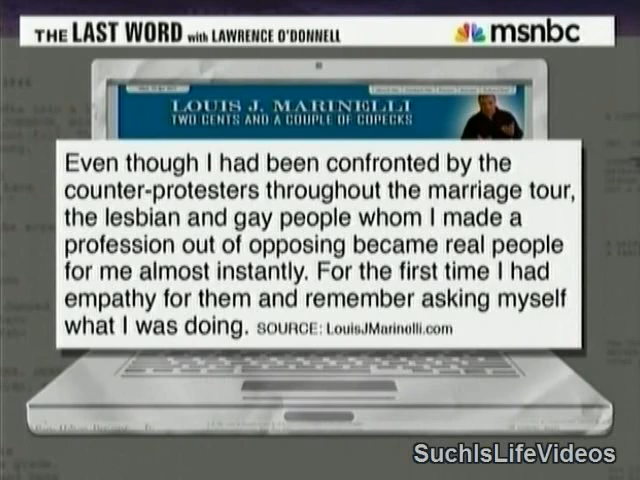 THE LAST WORD with LAWRENCE O'DONNELL
msnbc
LOUIS J. MARINELLI
TWO CENTS AND A COUPLE OF COPECKS
Even though I had been confronted by the
counter-protesters throughout the marriage tour,
the lesbian and gay people whom I made a
profession out of opposing became real people
for me almost instantly. For the first time I had
empathy for them and remember asking myself
what I was doing. SOURCE: LouisJMarinelli.com
SuchIsLifeVideos